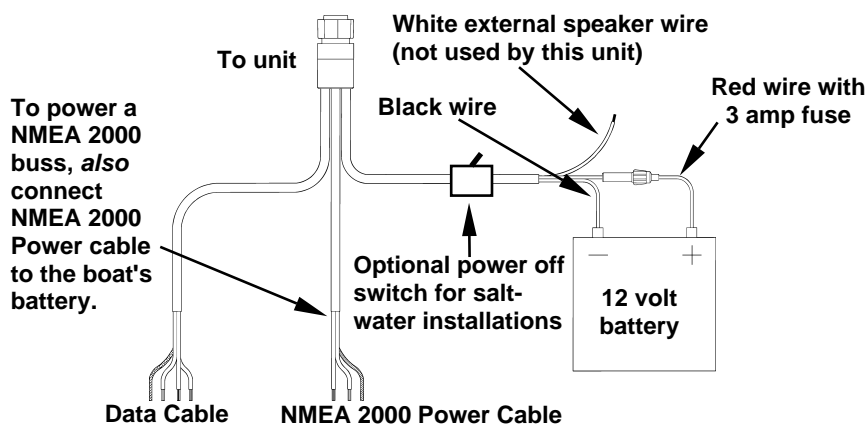 White external speaker wire
(not used by this unit)
To unit
Red wire with
3 amp fuse
Black wire
To power a
NMEA 2000
buss, also
connect
NMEA 2000
Power cable
to the boat's
battery.
Optional power off
switch for salt-
water installations
− +
12 volt
battery
Data Cable
NMEA 2000 Power Cable